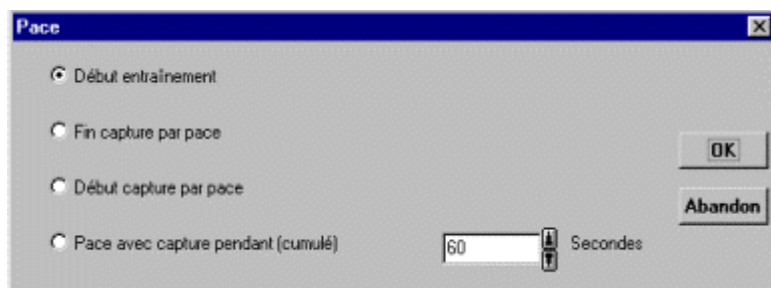 Pace
Début entraînement
Fin capture par pace
OK
Début capture par pace
Abandon
Pace avec capture pendant (cumulé) 60 Secondes